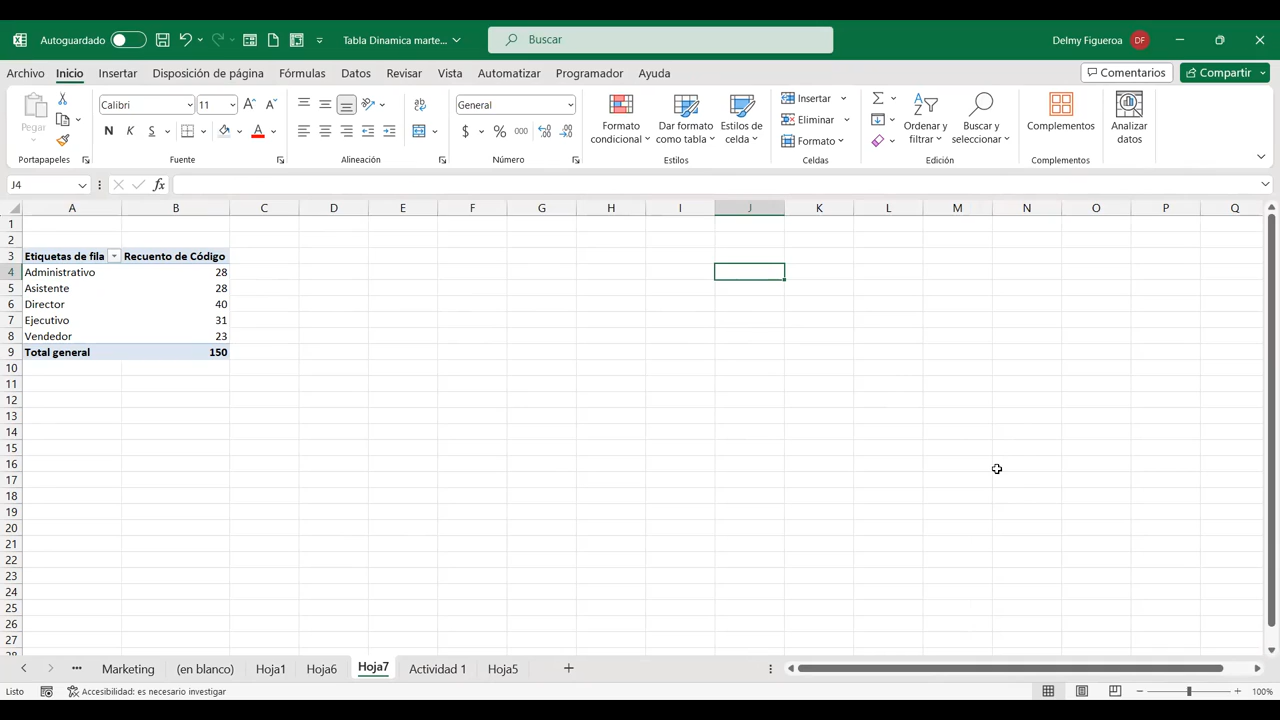 Autoguardado
Tabla Dinamica marte...
Buscar
Delmy Figueroa
DF
Archivo Inicio Insertar Disposición de página Fórmulas Datos Revisar Vista Automatizar Programador Ayuda
Comentarios
Compartir
Pegar
Portapapeles
Calibri 11
N K S
Fuente
Alineación
General
$ % 000
Número
Formato condicional
Dar formato como tabla
Estilos de celda
Estilos
Insertar
Eliminar
Formato
Celdas
Ordenar y filtrar
Buscar y seleccionar
Edición
Complementos
Complementos
Analizar datos
J4
fx
A B C D E F G H I J K L M N O P Q
1
2
3 Etiquetas de fila Recuento de Código
4 Administrativo 28
5 Asistente 28
6 Director 40
7 Ejecutivo 31
8 Vendedor 23
9 Total general 150
10
11
12
13
14
15
16
17
18
19
20
21
22
23
24
25
26
27
28
... Marketing (en blanco) Hoja1 Hoja6 Hoja7 Actividad 1 Hoja5
Listo
Accesibilidad: es necesario investigar
100%